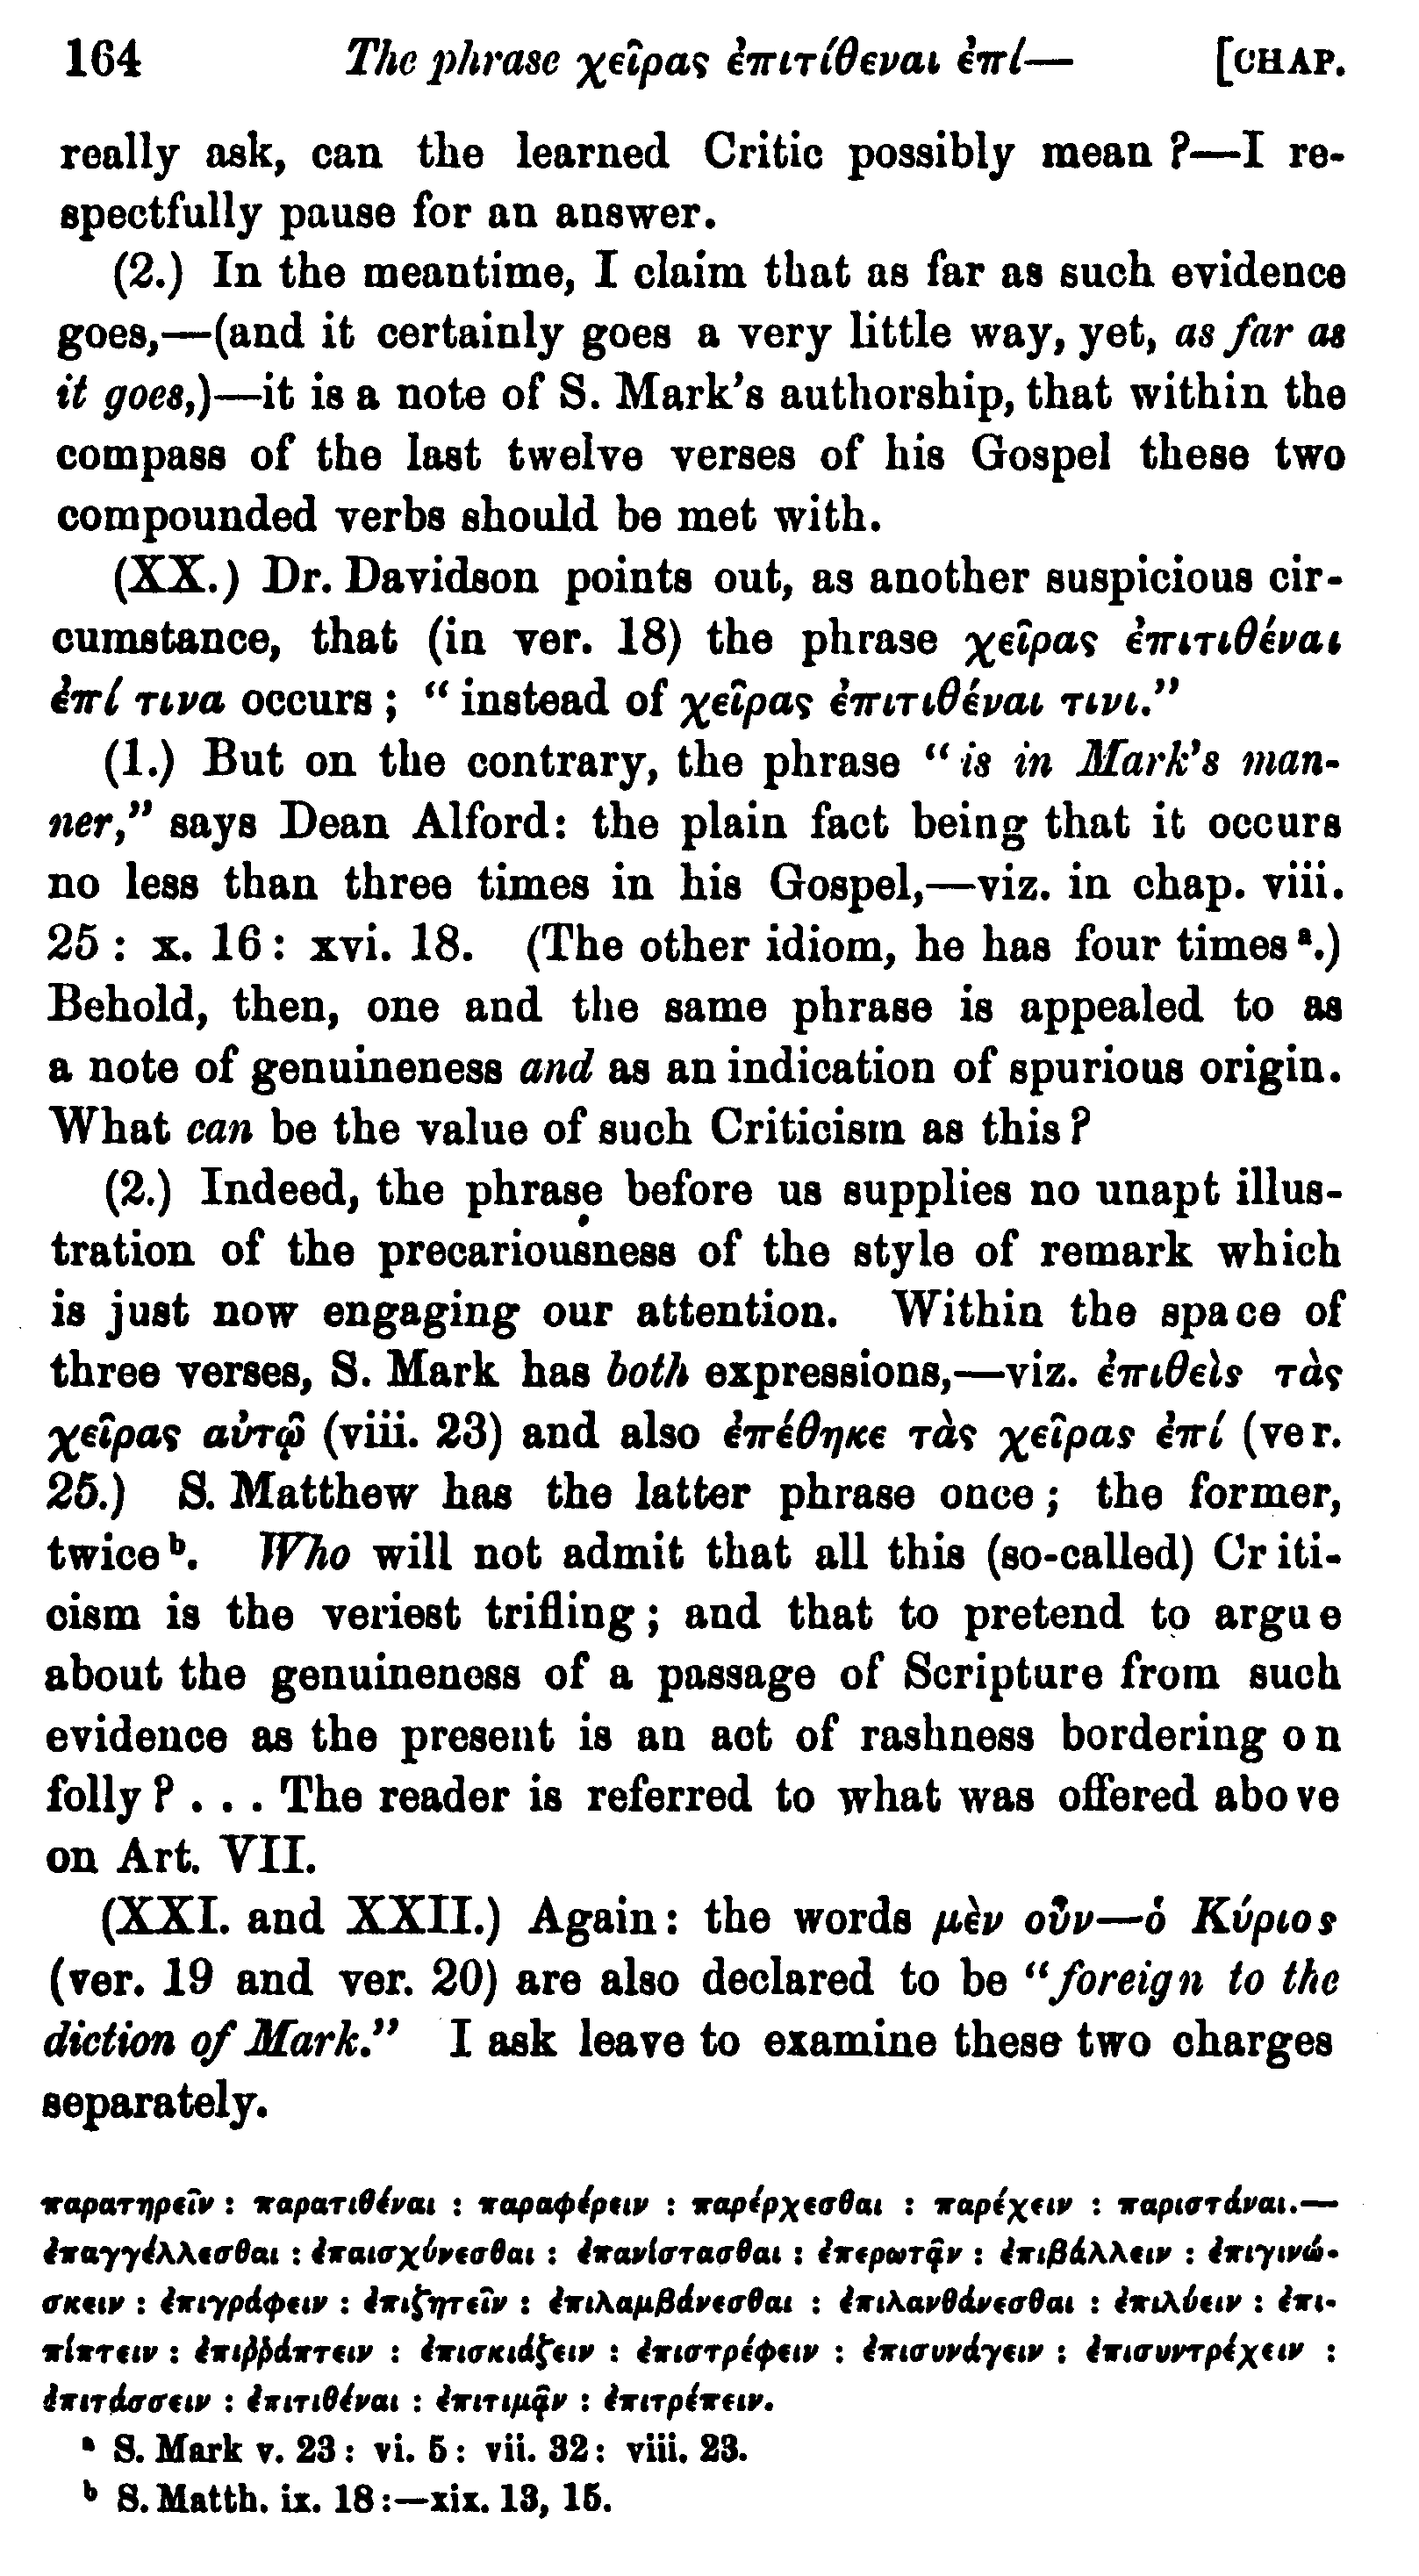 164 The phrase χεῖρας ἐπιτίθεναι ἐπί— [CHAP.
really ask, can the learned Critic possibly mean ?—I re-
spectfully pause for an answer.
(2.) In the meantime, I claim that as far as such evidence
goes,—(and it certainly goes a very little way, yet, as far as
it goes,)—it is a note of S. Mark's authorship, that within the
compass of the last twelve verses of his Gospel these two
compounded verbs should be met with.
(XX.) Dr. Davidson points out, as another suspicious cir-
cumstance, that (in ver. 18) the phrase χεῖρας ἐπιτιθέναι
ἐπί τινα occurs ; “ instead of χεῖρας ἐπιτιθέναι τινι.”
(1.) But on the contrary, the phrase “ is in Mark's man-
ner,” says Dean Alford: the plain fact being that it occurs
no less than three times in his Gospel,—viz. in chap. viii.
25 : x. 16 : xvi. 18. (The other idiom, he has four times ª.)
Behold, then, one and the same phrase is appealed to as
a note of genuineness and as an indication of spurious origin.
What can be the value of such Criticism as this ?
(2.) Indeed, the phrase before us supplies no unapt illus-
tration of the precariousness of the style of remark which
is just now engaging our attention. Within the space of
three verses, S. Mark has both expressions,—viz. ἐπιθεὶς τὰς
χεῖρας αὐτῷ (viii. 23) and also ἐπέθηκε τὰς χεῖρας ἐπί (ver.
25.) S. Matthew has the latter phrase once ; the former,
twice ᵇ. Who will not admit that all this (so-called) Criti-
cism is the veriest trifling ; and that to pretend to argue
about the genuineness of a passage of Scripture from such
evidence as the present is an act of rashness bordering on
folly ? . . . The reader is referred to what was offered above
on Art. VII.
(XXI. and XXII.) Again: the words μὲν οὖν—ὁ Κύριος
(ver. 19 and ver. 20) are also declared to be “foreign to the
diction of Mark.” I ask leave to examine these two charges
separately.
παρατηρεῖν : παρατιθέναι : παραφέρειν : παρέρχεσθαι : παρέχειν : παριστάναι.—
ἐπαγγέλλεσθαι : ἐπαισχύνεσθαι : ἐπανίστασθαι : ἐπερωτᾷν : ἐπιβάλλειν : ἐπιγινώ-
σκειν : ἐπιγράφειν : ἐπιζητεῖν : ἐπιλαμβάνεσθαι : ἐπιλανθάνεσθαι : ἐπιλύειν : ἐπι-
πίπτειν : ἐπιῤῥάπτειν : ἐπισκιάζειν : ἐπιστρέφειν : ἐπισυνάγειν : ἐπισυντρέχειν :
ἐπιτάσσειν : ἐπιτιθέναι : ἐπιτιμᾷν : ἐπιτρέπειν.
ª S. Mark v. 23 : vi. 5 : vii. 32 : viii. 23.
ᵇ S. Matth. ix. 18 :—xix. 13, 15.